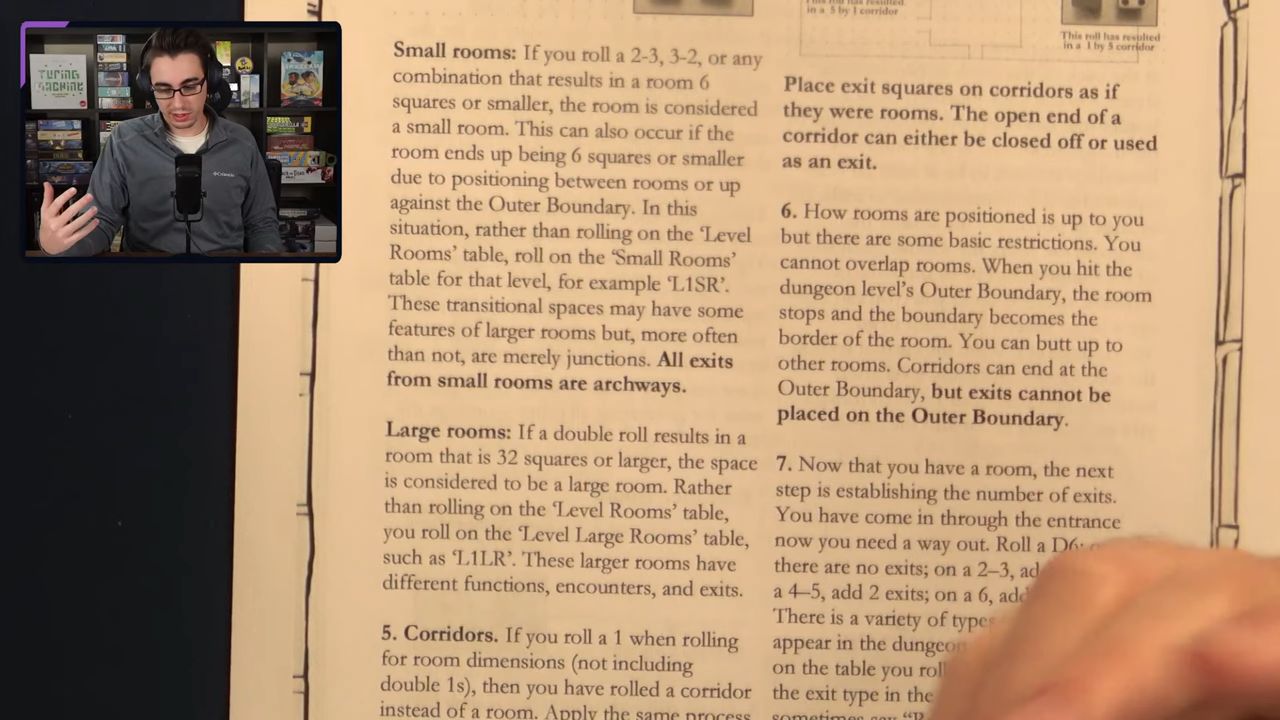 TURING
MACHINE
Columbia
in a 5 by 1 corridor
This roll has resulted
in a 1 by 5 corridor
Small rooms: If you roll a 2-3, 3-2, or any
combination that results in a room 6
squares or smaller, the room is considered
a small room. This can also occur if the
room ends up being 6 squares or smaller
due to positioning between rooms or up
against the Outer Boundary. In this
situation, rather than rolling on the ‘Level
Rooms’ table, roll on the ‘Small Rooms’
table for that level, for example ‘L1SR’.
These transitional spaces may have some
features of larger rooms but, more often
than not, are merely junctions. All exits
from small rooms are archways.
Large rooms: If a double roll results in a
room that is 32 squares or larger, the space
is considered to be a large room. Rather
than rolling on the ‘Level Rooms’ table,
you roll on the ‘Level Large Rooms’ table,
such as ‘L1LR’. These larger rooms have
different functions, encounters, and exits.
5. Corridors. If you roll a 1 when rolling
for room dimensions (not including
double 1s), then you have rolled a corridor
instead of a room. Apply the same process
Place exit squares on corridors as if
they were rooms. The open end of a
corridor can either be closed off or used
as an exit.
6. How rooms are positioned is up to you
but there are some basic restrictions. You
cannot overlap rooms. When you hit the
dungeon level’s Outer Boundary, the room
stops and the boundary becomes the
border of the room. You can butt up to
other rooms. Corridors can end at the
Outer Boundary, but exits cannot be
placed on the Outer Boundary.
7. Now that you have a room, the next
step is establishing the number of exits.
You have come in through the entrance
now you need a way out. Roll a D6:
there are no exits; on a 2–3,
a 4–5, add 2 exits; on a 6, add
There is a variety of types
appear in the dungeon
on the table you roll
the exit type in the
sometimes say